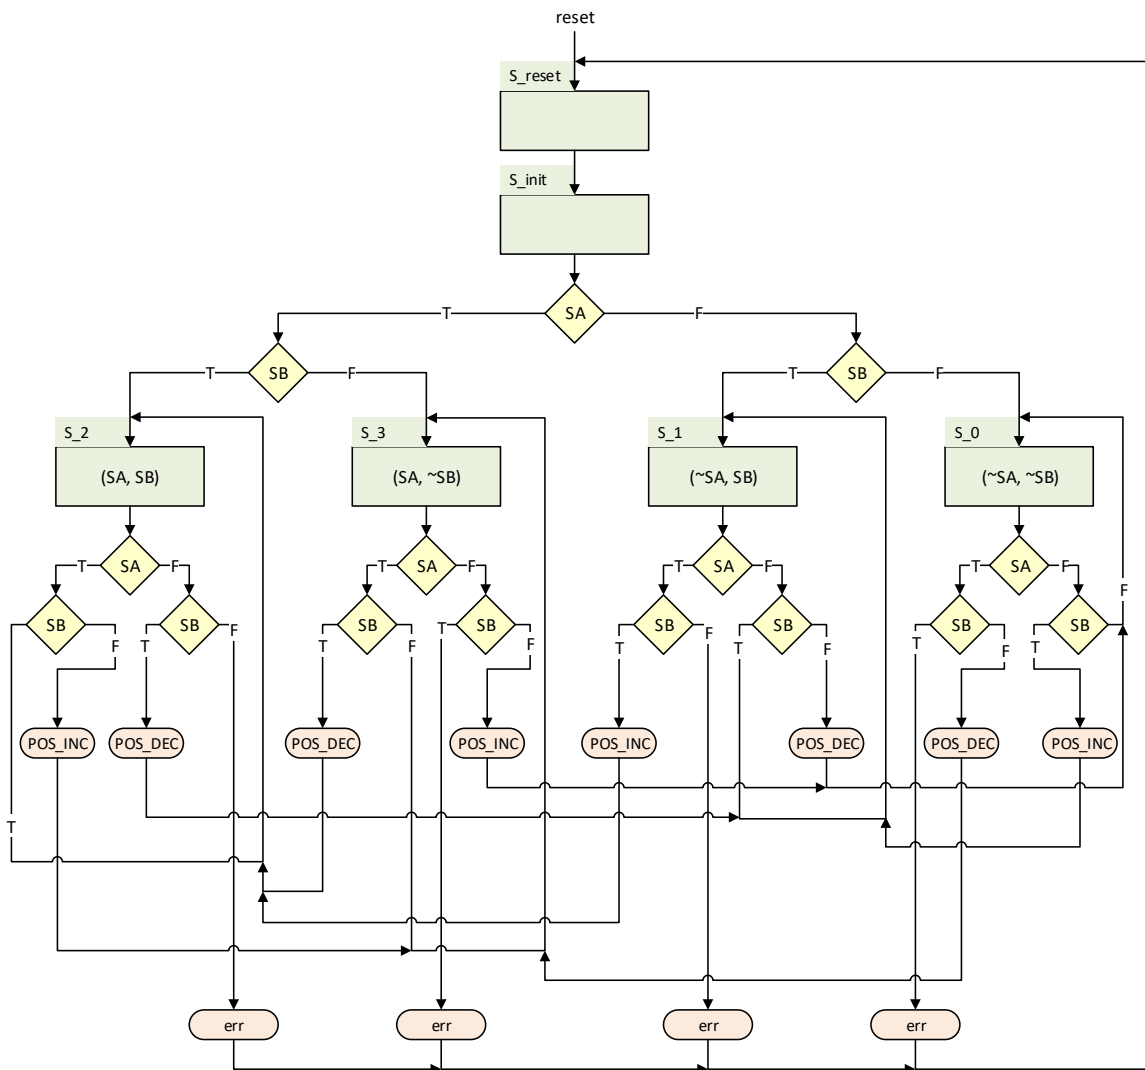 reset
S_reset
S_init
T SA F
T SB F T SB F
S_2 S_3 S_1 S_0
(SA, SB) (SA, ~SB) (~SA, SB) (~SA, ~SB)
T SA F T SA F T SA F T SA F
F
SB SB F SB T SB SB F SB SB SB
F T T F F T T F T F T
POS_INC POS_DEC POS_DEC POS_INC POS_INC POS_DEC POS_DEC POS_INC
T
err err err err